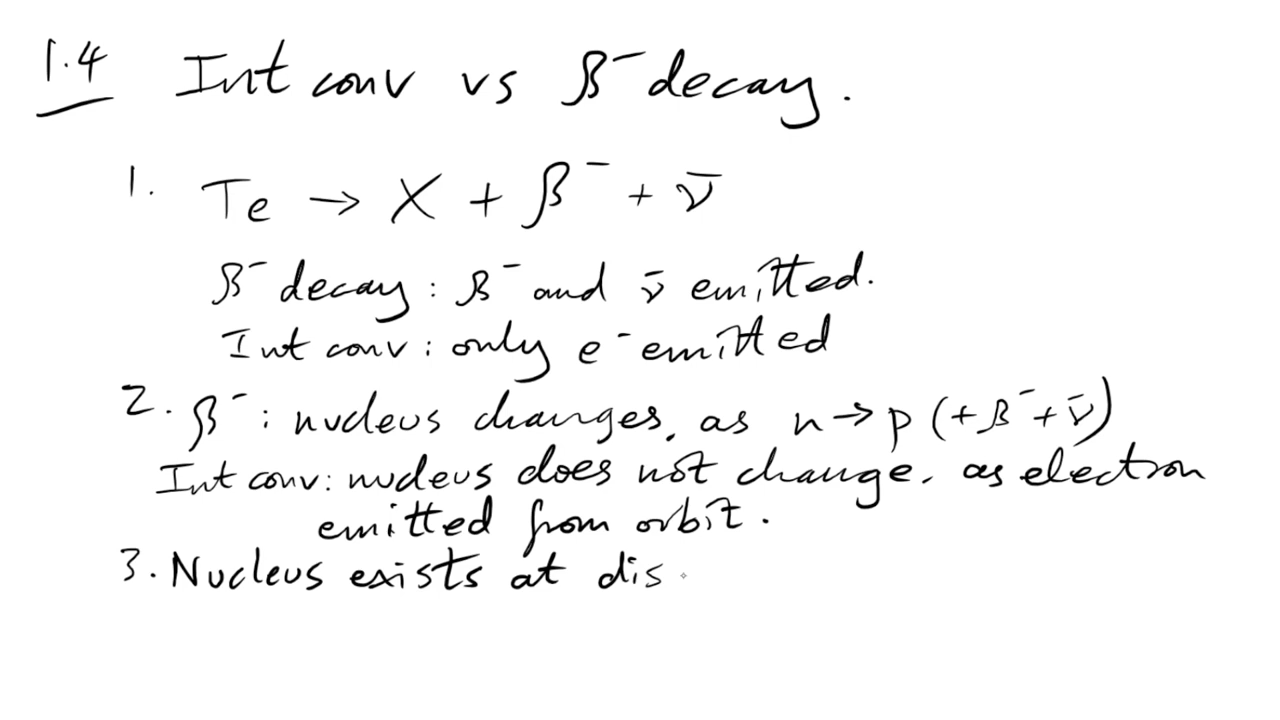 1.4 Int conv vs β⁻ decay.
1. Te → X + β⁻ + ν̄
β⁻ decay : β⁻ and ν̄ emitted.
Int conv : only e⁻ emitted
2. β⁻ : nucleus changes, as n → p (+ β⁻ + ν̄)
Int conv : nucleus does not change, as electron
emitted from orbit.
3. Nucleus exists at dis